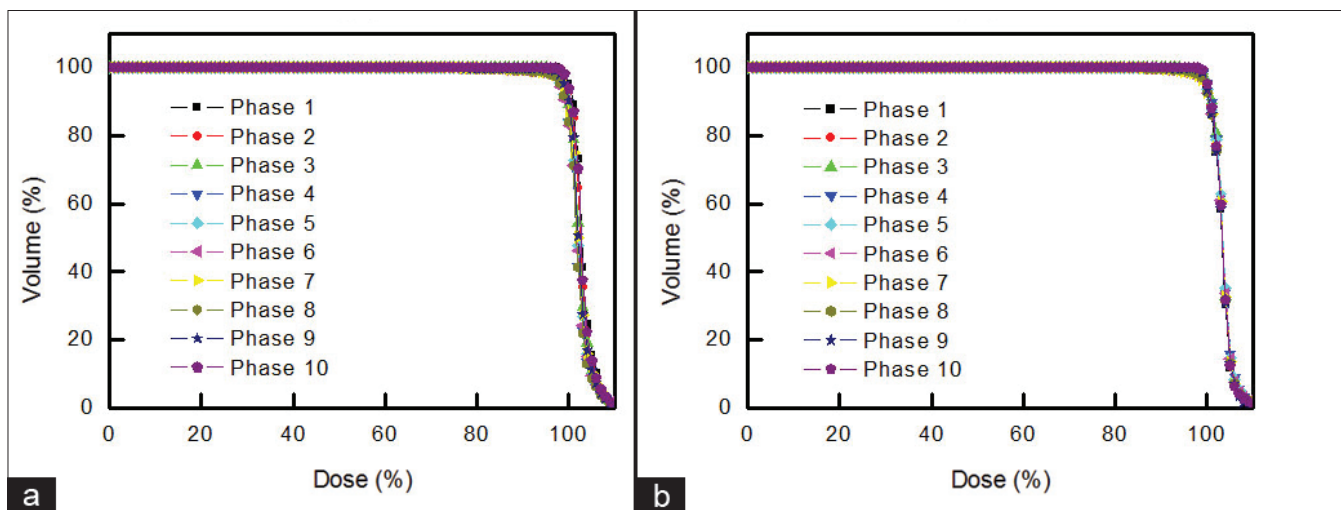 100
80
60
40
20
0
Volume (%)
Phase 1
Phase 2
Phase 3
Phase 4
Phase 5
Phase 6
Phase 7
Phase 8
Phase 9
Phase 10
0 20 40 60 80 100
Dose (%)
a
100
80
60
40
20
0
Volume (%)
Phase 1
Phase 2
Phase 3
Phase 4
Phase 5
Phase 6
Phase 7
Phase 8
Phase 9
Phase 10
0 20 40 60 80 100
Dose (%)
b